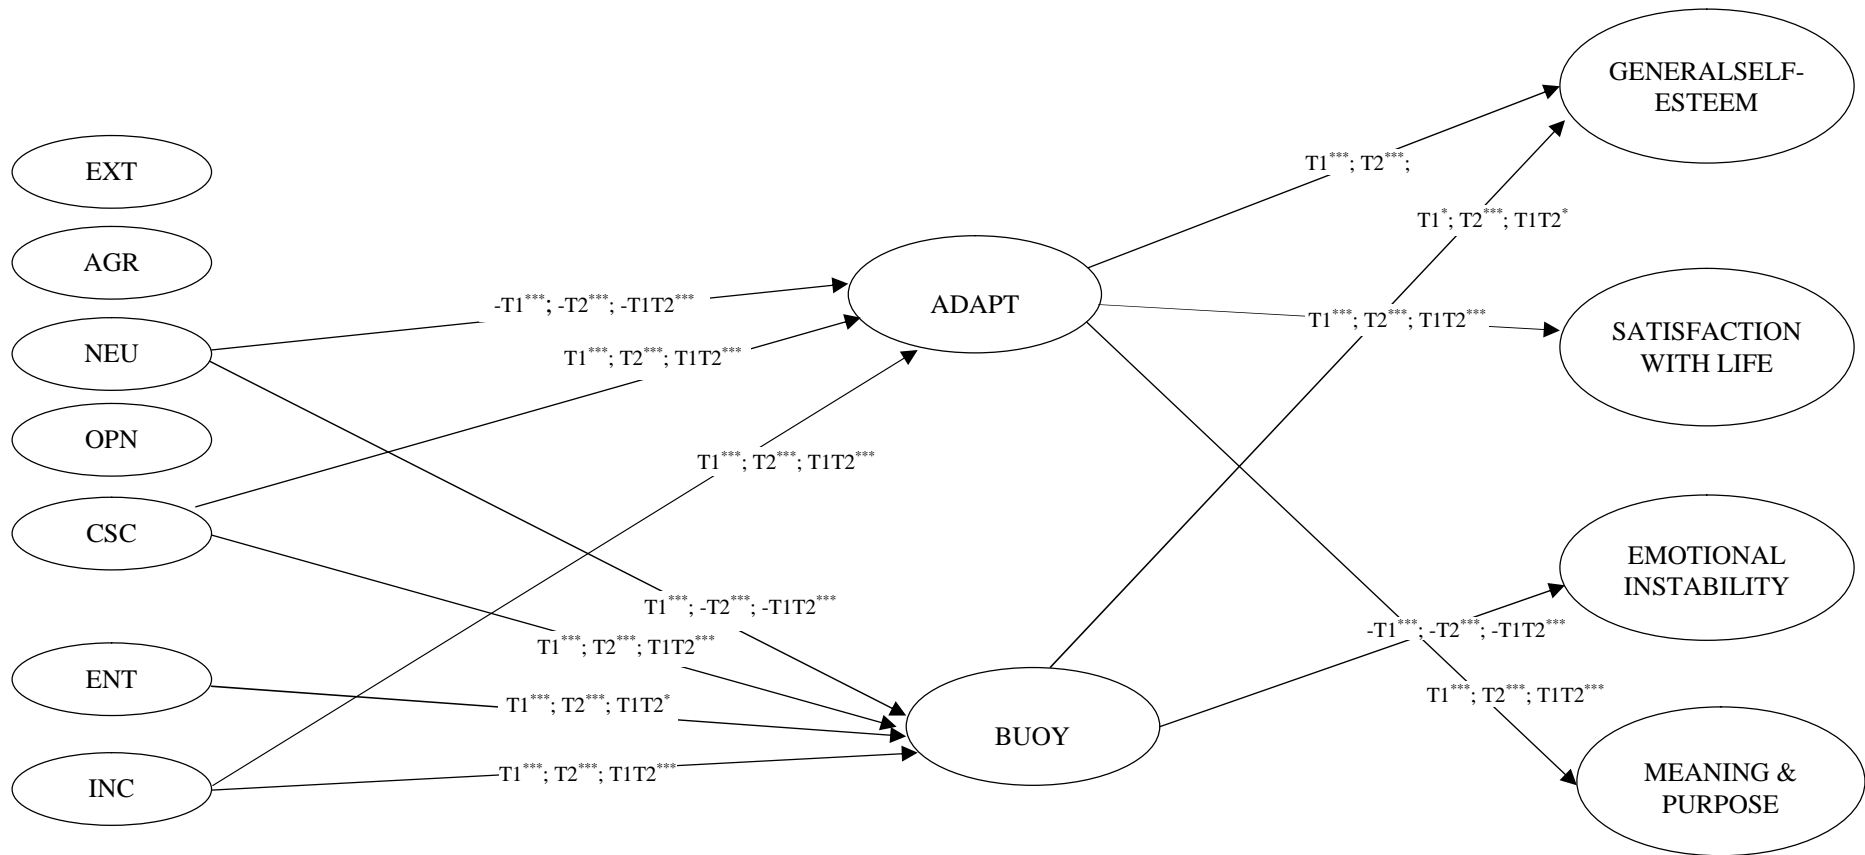 EXT
AGR
NEU
OPN
CSC
ENT
INC
-T1***; -T2***; -T1T2***
T1***; T2***; T1T2***
T1***; T2***; T1T2***
T1***; -T2***; -T1T2***
T1***; T2***; T1T2***
T1***; T2***; T1T2*
T1***; T2***; T1T2***
ADAPT
BUOY
T1***; T2***;
T1*; T2***; T1T2*
T1***; T2***; T1T2***
-T1***; -T2***; -T1T2***
T1***; T2***; T1T2***
GENERALSELF-
ESTEEM
SATISFACTION
WITH LIFE
EMOTIONAL
INSTABILITY
MEANING &
PURPOSE